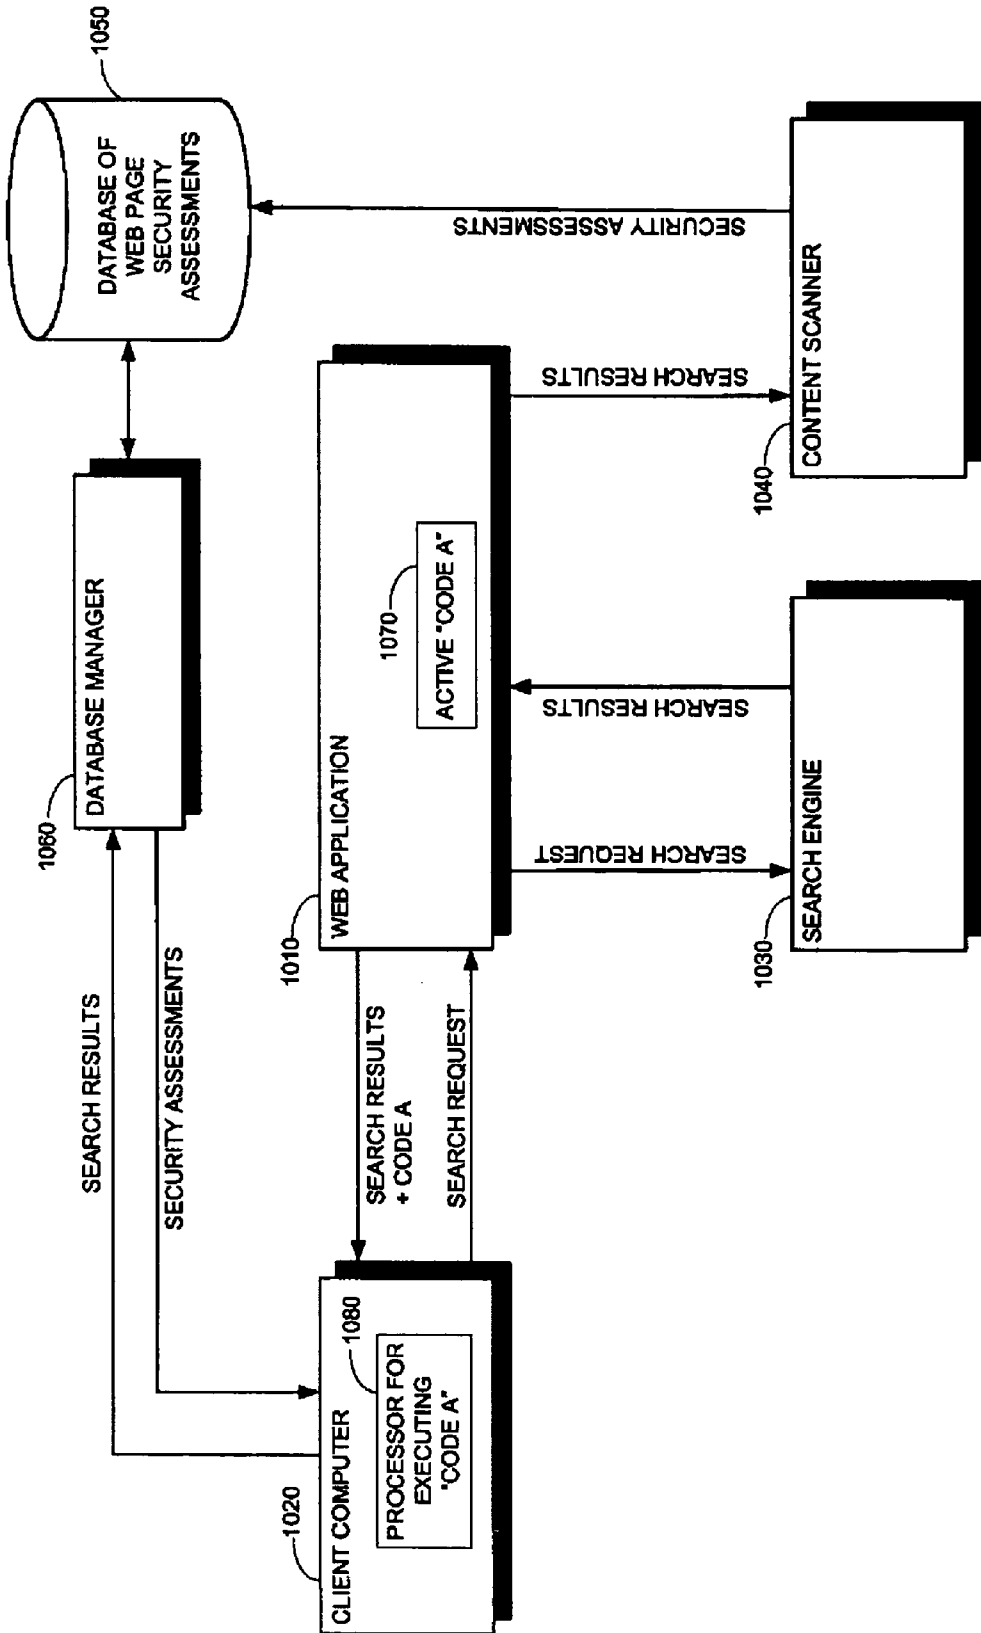 1050
DATABASE OF
WEB PAGE
SECURITY
ASSESSMENTS
1060
DATABASE MANAGER
SEARCH RESULTS
SECURITY ASSESSMENTS
SECURITY ASSESSMENTS
1010
WEB APPLICATION
1070
ACTIVE "CODE A"
SEARCH RESULTS
+ CODE A
SEARCH REQUEST
1020
CLIENT COMPUTER
1080
PROCESSOR FOR
EXECUTING
"CODE A"
SEARCH REQUEST
SEARCH RESULTS
SEARCH RESULTS
1030
SEARCH ENGINE
1040
CONTENT SCANNER